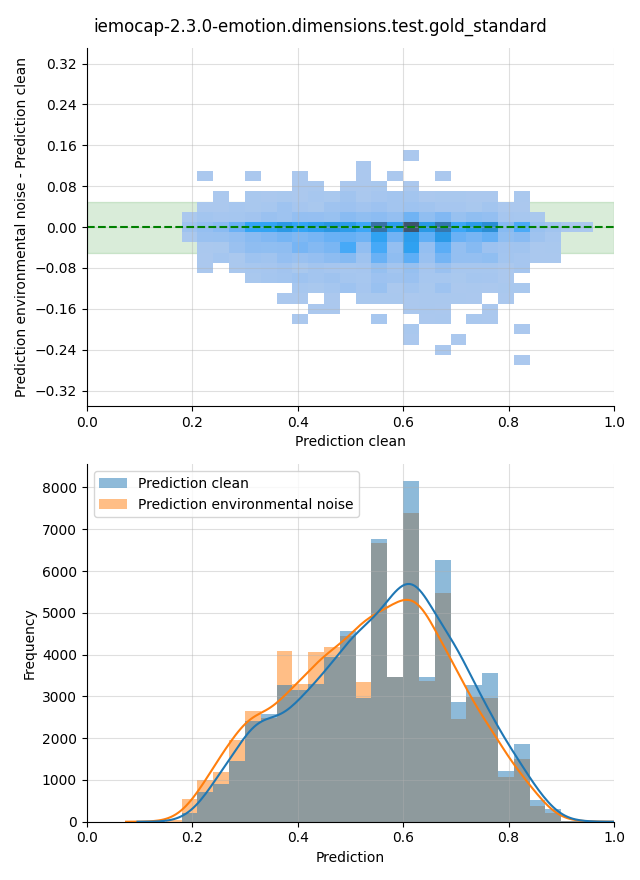 iemocap-2.3.0-emotion.dimensions.test.gold_standard
Prediction environmental noise - Prediction clean
0.32
0.24
0.16
0.08
0.00
−0.08
−0.16
−0.24
−0.32
0.0 0.2 0.4 0.6 0.8 1.0
Prediction clean
Frequency
8000
7000
6000
5000
4000
3000
2000
1000
0
Prediction clean
Prediction environmental noise
0.0 0.2 0.4 0.6 0.8 1.0
Prediction